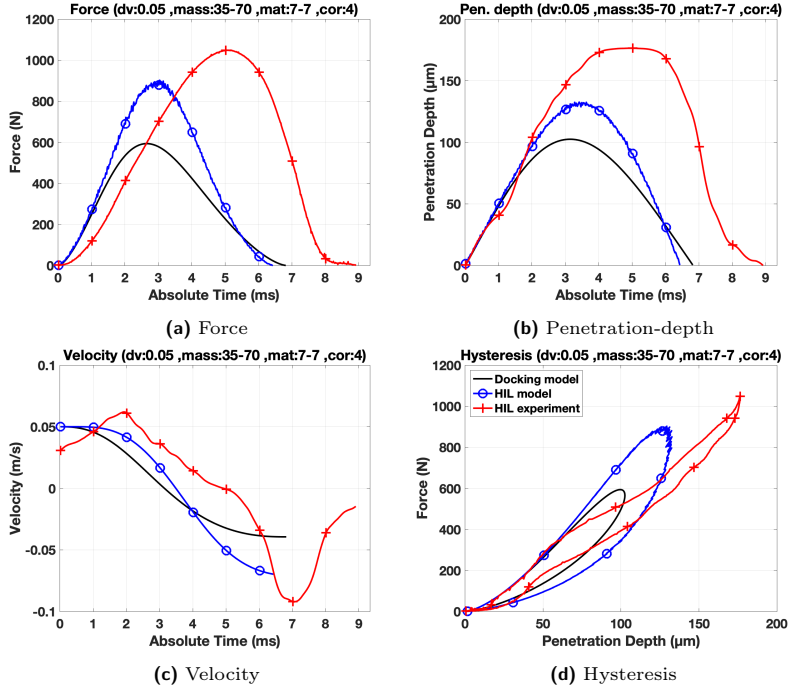 Force (dv:0.05 ,mass:35-70 ,mat:7-7 ,cor:4)
1200
1000
800
600
400
200
0
Force (N)
0 1 2 3 4 5 6 7 8 9
Absolute Time (ms)
(a) Force
Pen. depth (dv:0.05 ,mass:35-70 ,mat:7-7 ,cor:4)
200
150
100
50
0
Penetration Depth (μm)
0 1 2 3 4 5 6 7 8 9
Absolute Time (ms)
(b) Penetration-depth
Velocity (dv:0.05 ,mass:35-70 ,mat:7-7 ,cor:4)
0.1
0.05
0
-0.05
-0.1
Velocity (m/s)
0 1 2 3 4 5 6 7 8 9
Absolute Time (ms)
(c) Velocity
Hysteresis (dv:0.05 ,mass:35-70 ,mat:7-7 ,cor:4)
Docking model
HIL model
HIL experiment
1200
1000
800
600
400
200
0
Force (N)
0 50 100 150 200
Penetration Depth (μm)
(d) Hysteresis